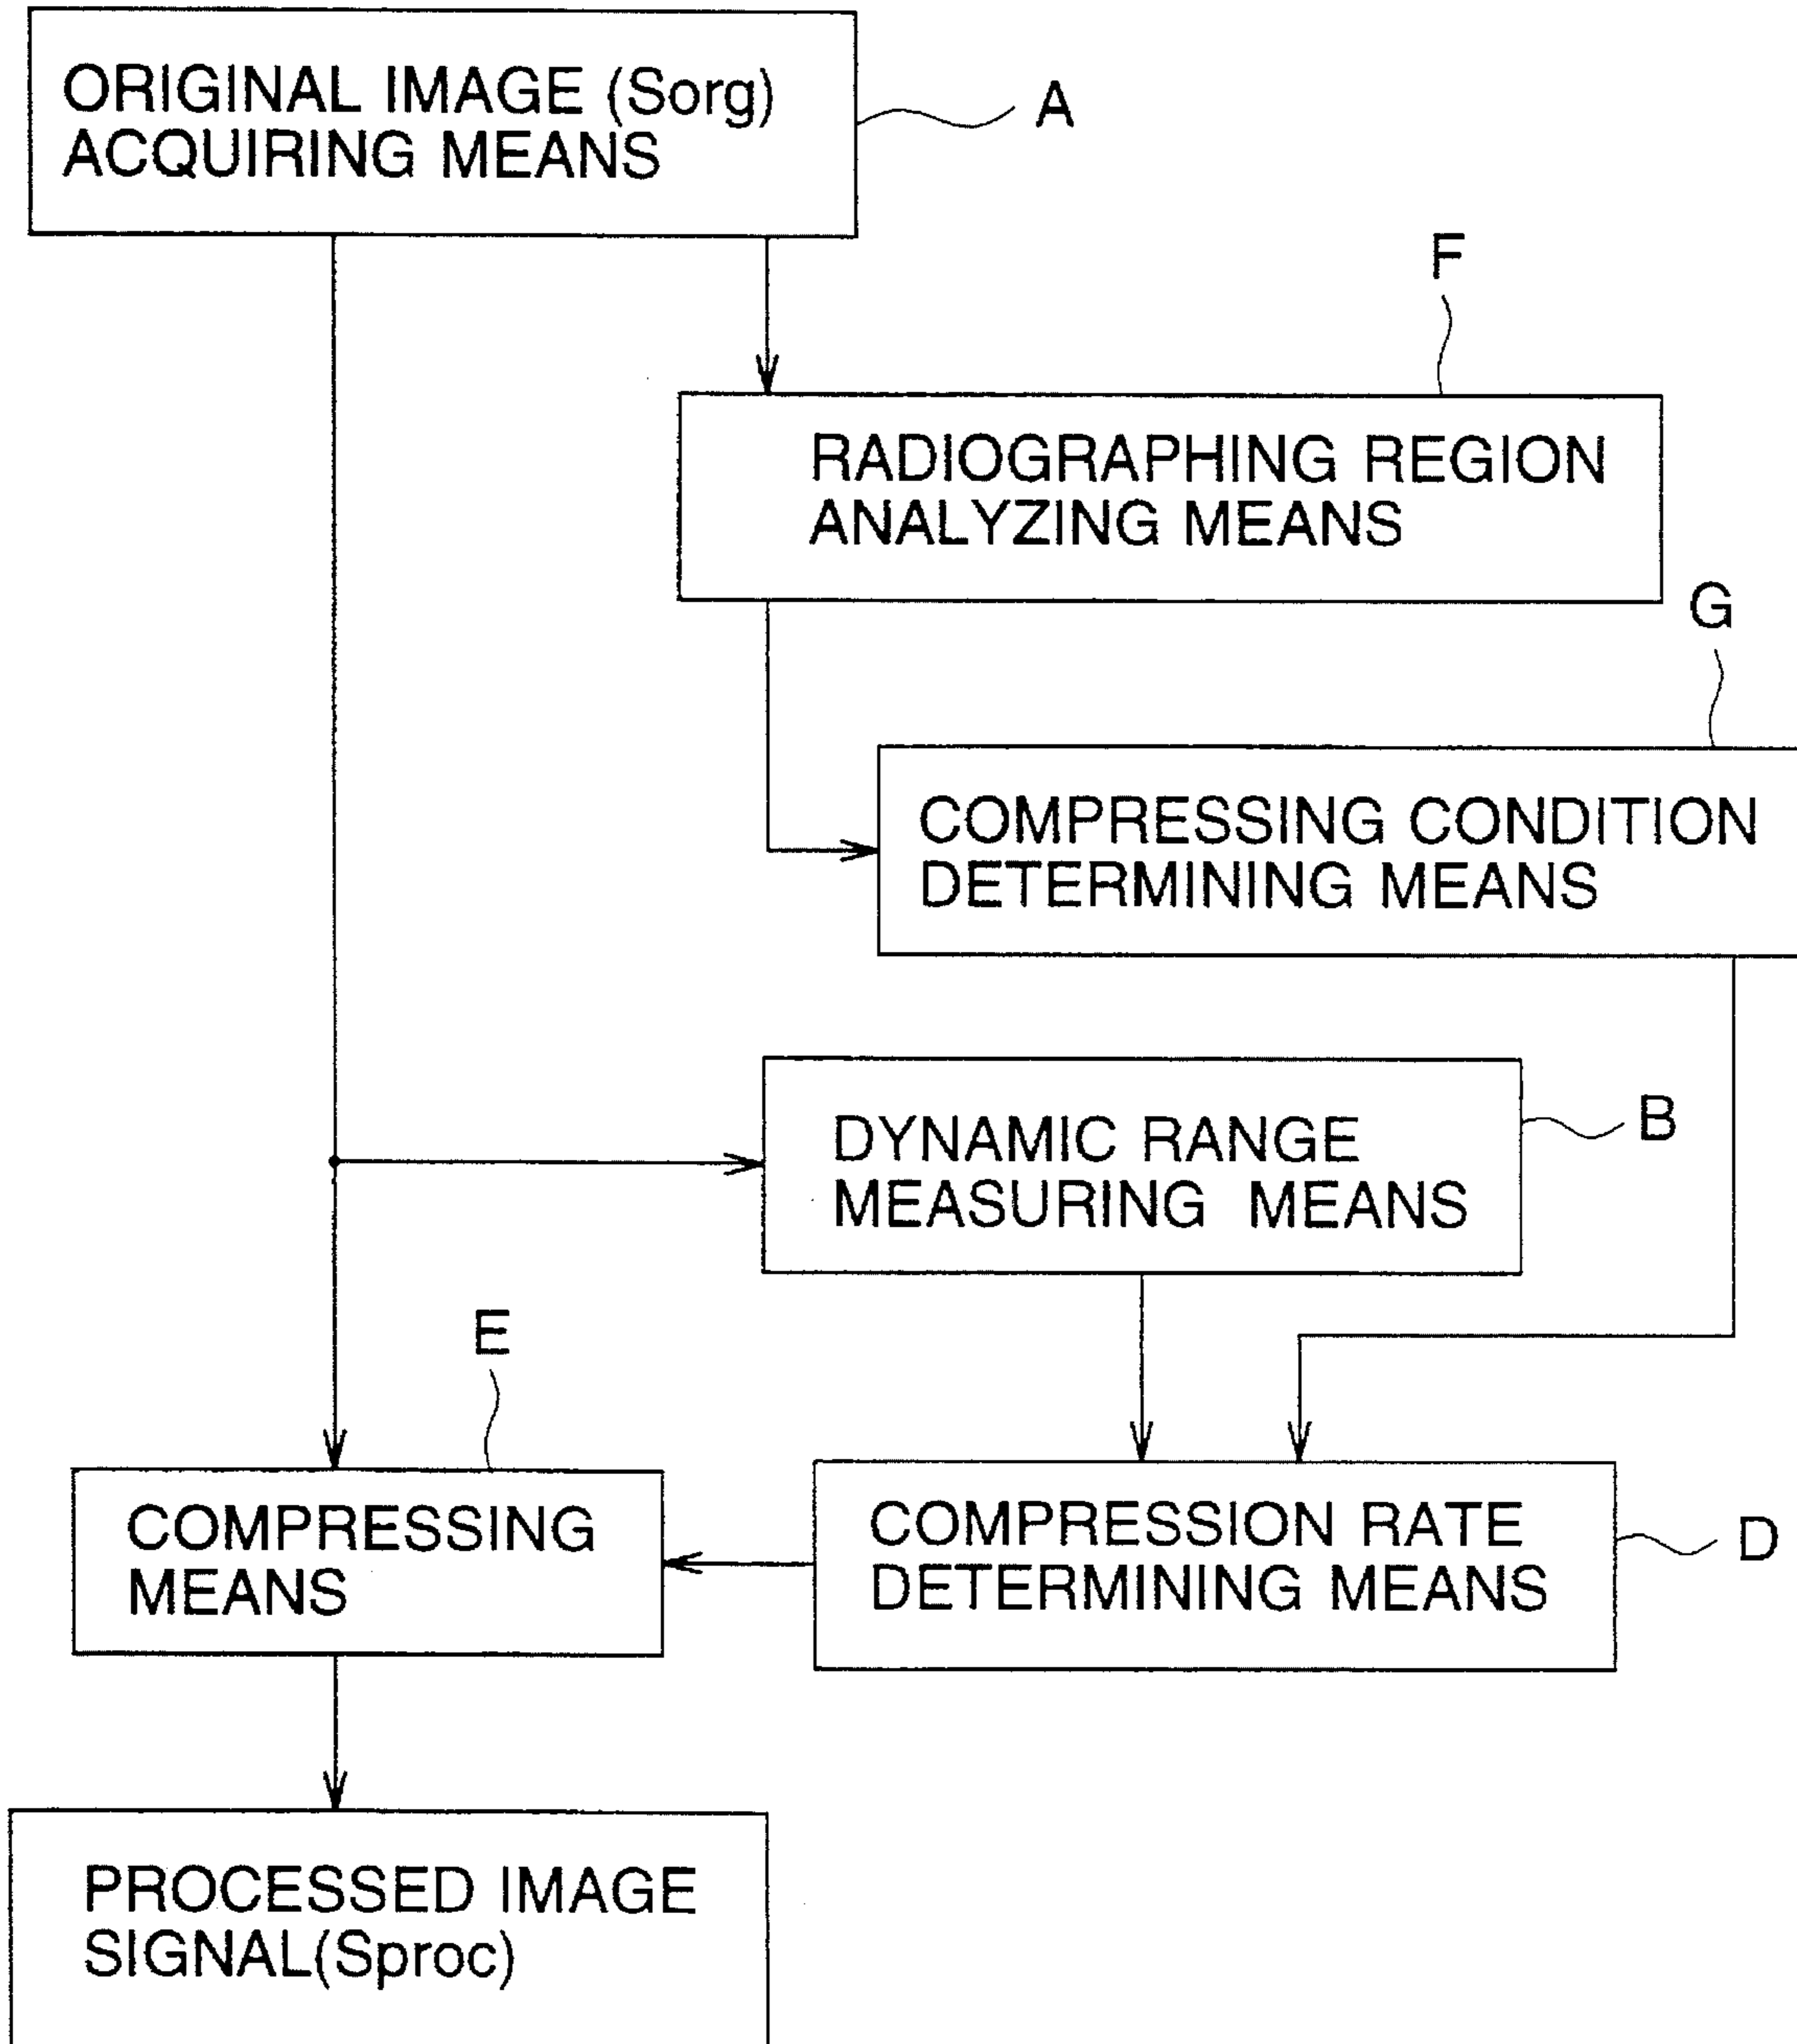 ORIGINAL IMAGE (Sorg)
ACQUIRING MEANS
A
F
RADIOGRAPHING REGION
ANALYZING MEANS
G
COMPRESSING CONDITION
DETERMINING MEANS
DYNAMIC RANGE
MEASURING MEANS
B
E
COMPRESSING
MEANS
COMPRESSION RATE
DETERMINING MEANS
D
PROCESSED IMAGE
SIGNAL(Sproc)